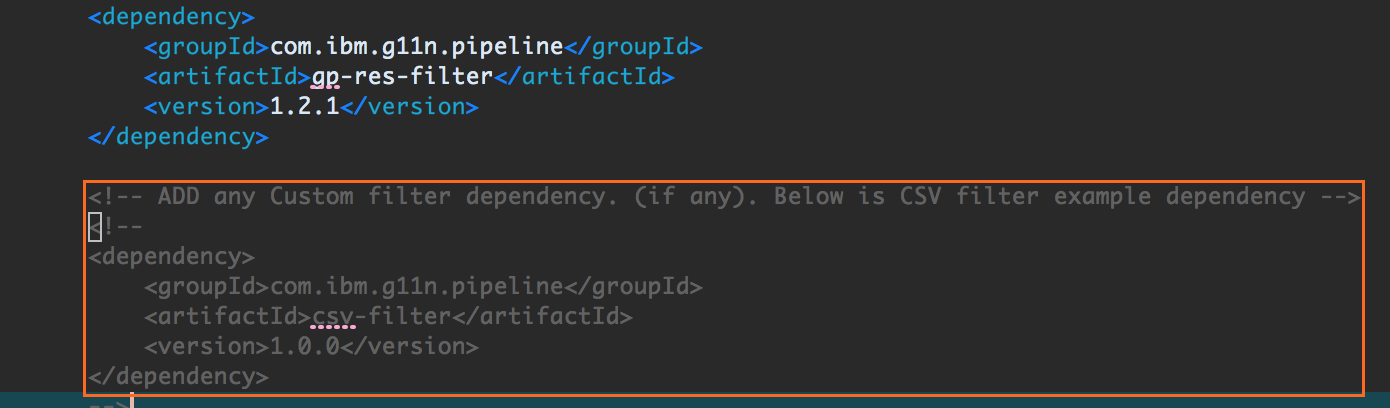 <dependency>
    <groupId>com.ibm.g11n.pipeline</groupId>
    <artifactId>gp-res-filter</artifactId>
    <version>1.2.1</version>
</dependency>
<!-- ADD any Custom filter dependency. (if any). Below is CSV filter example dependency -->
<!--
<dependency>
    <groupId>com.ibm.g11n.pipeline</groupId>
    <artifactId>csv-filter</artifactId>
    <version>1.0.0</version>
</dependency>
-->